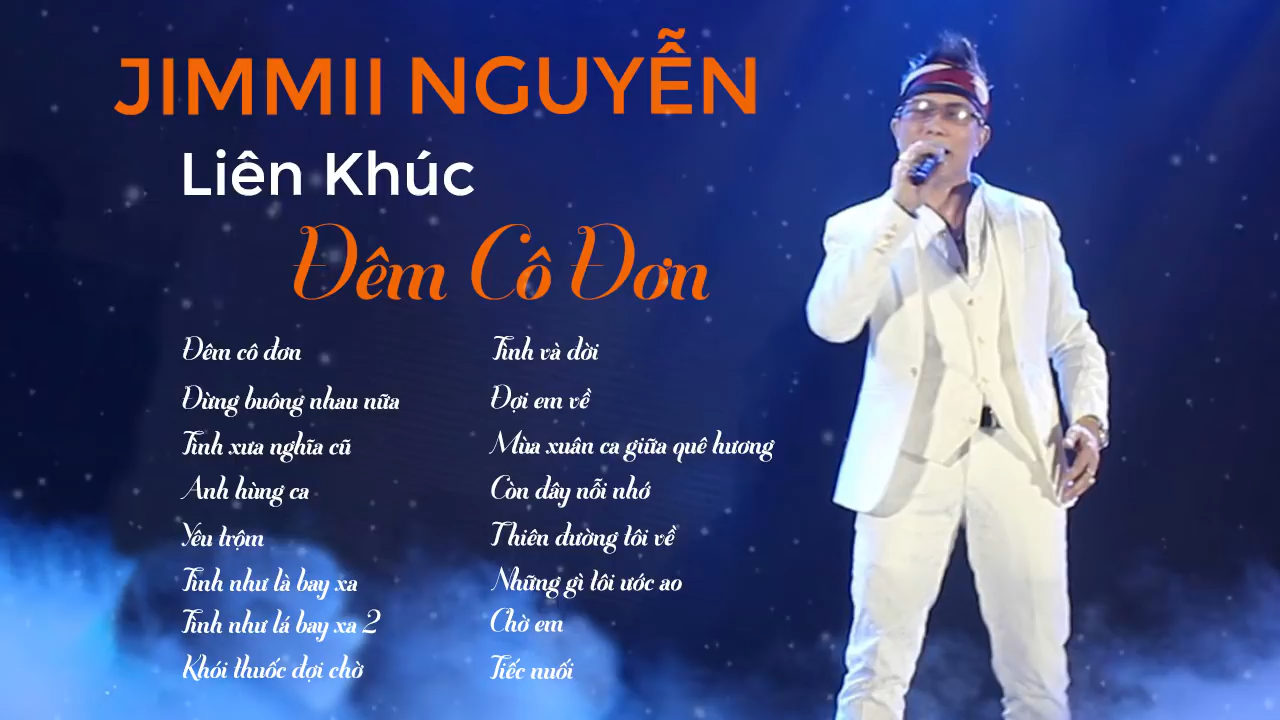 JIMMII NGUYỄN
Liên Khúc
Đêm Cô Đơn
Đêm cô đơn
Đừng buông nhau nữa
Tình xưa nghĩa cũ
Anh hùng ca
Yêu trộm
Tình như là bay xa
Tình như lá bay xa 2
Khói thuốc đợi chờ
Tình và đời
Đợi em về
Mùa xuân ca giữa quê hương
Còn đây nỗi nhớ
Thiên đường tôi về
Những gì tôi ước ao
Chờ em
Tiếc nuối